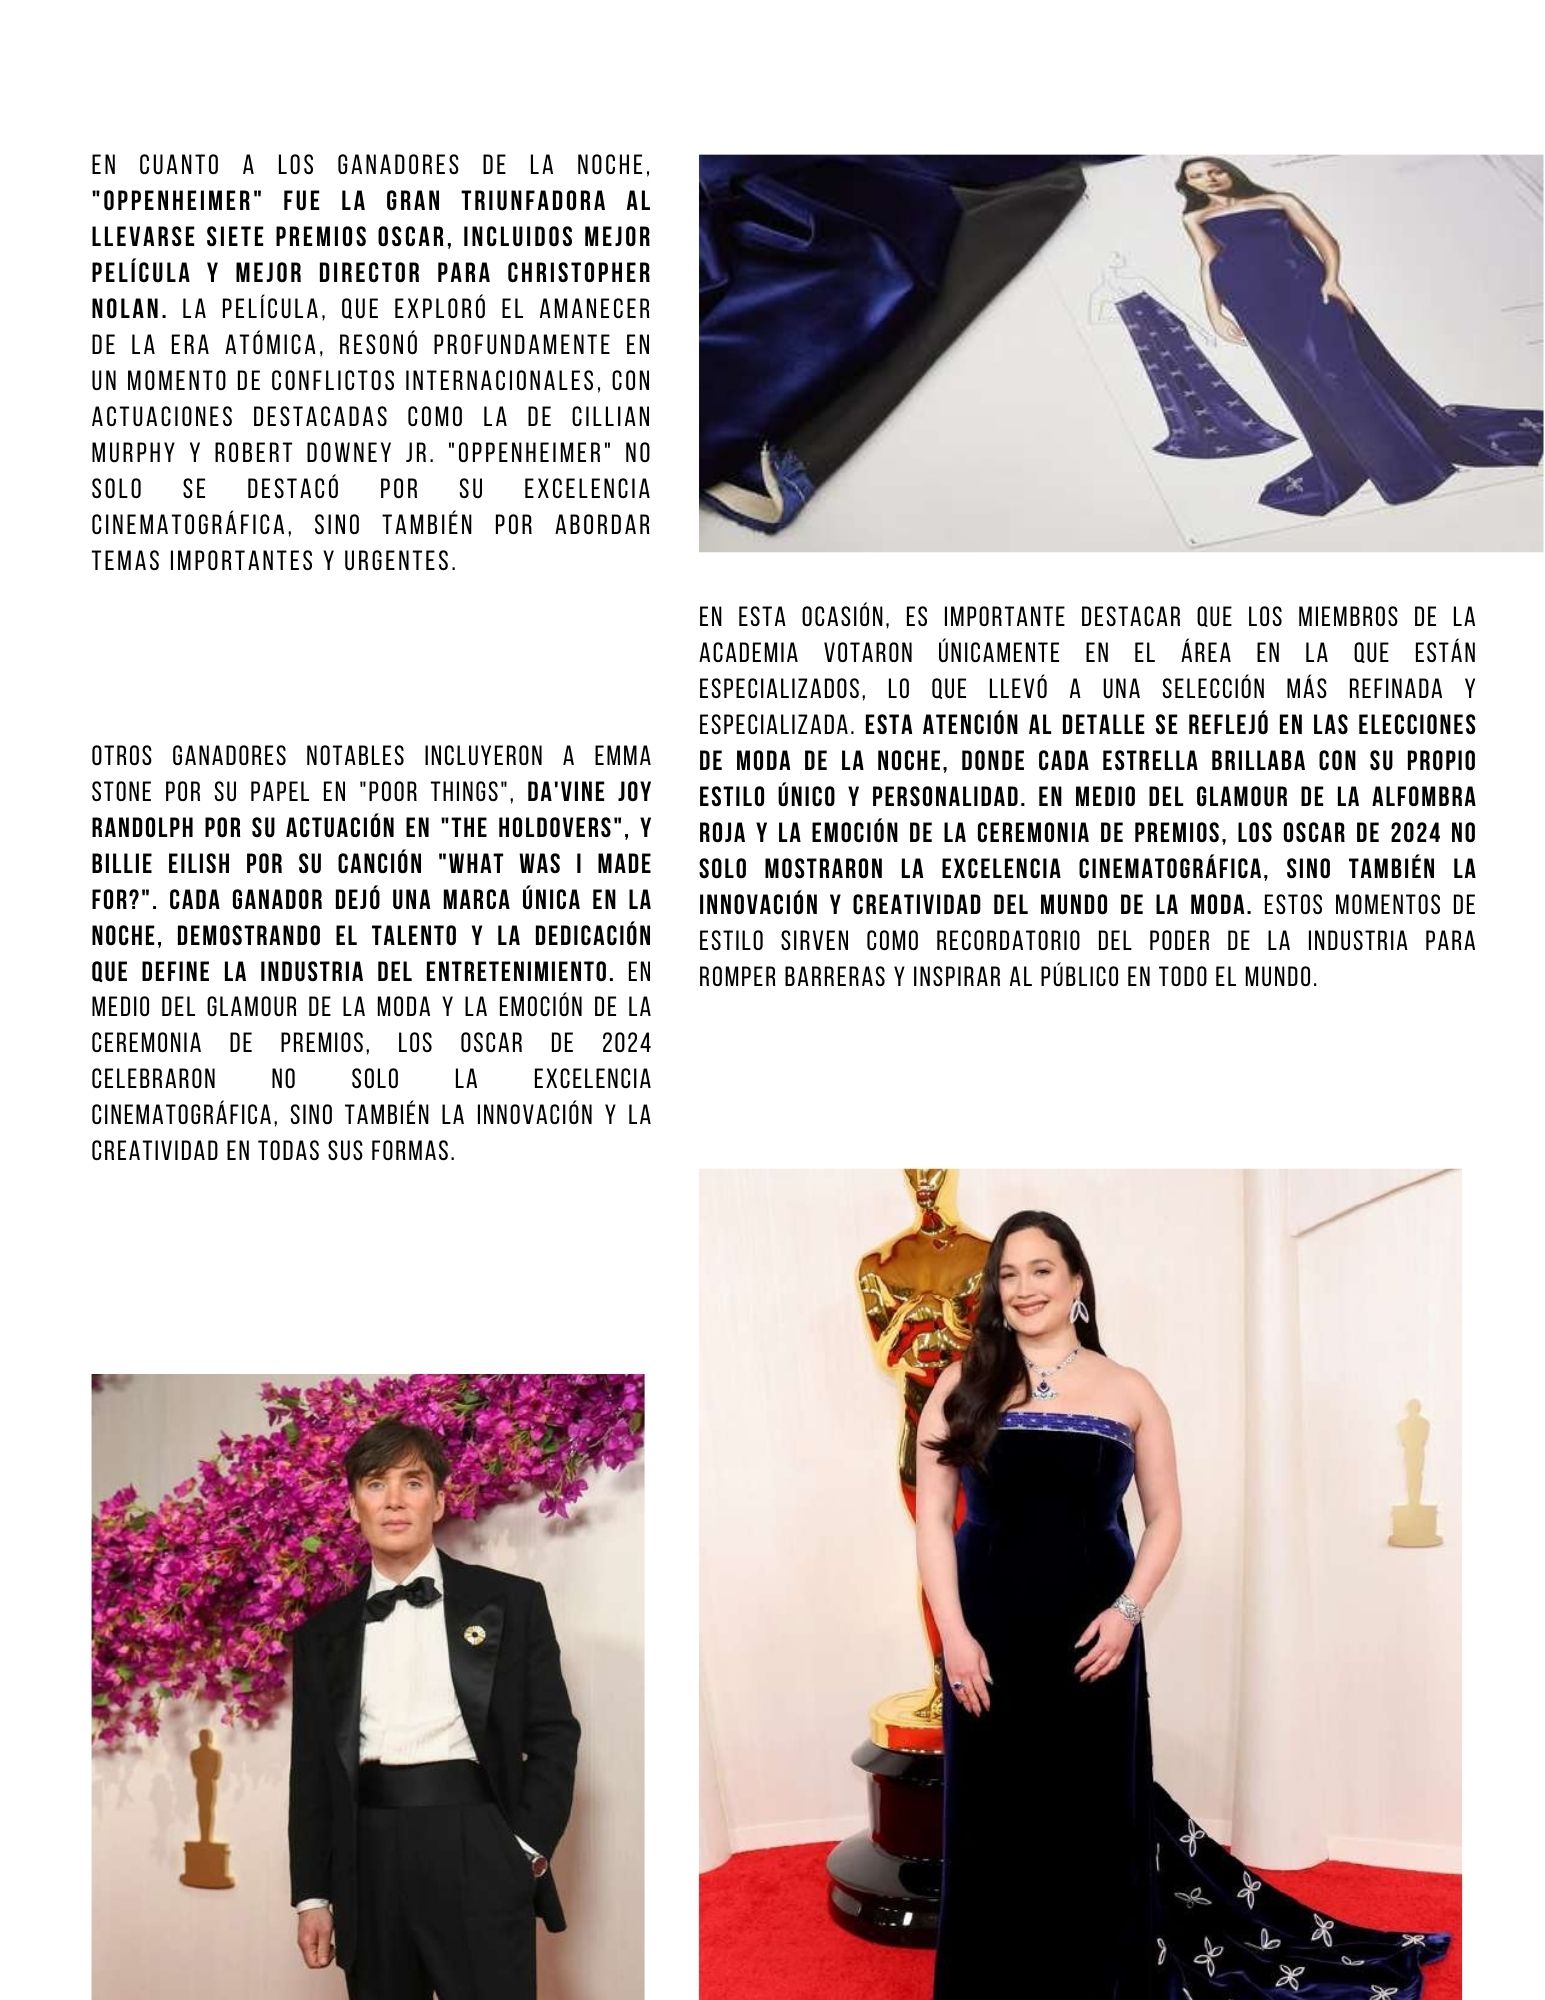 EN CUANTO A LOS GANADORES DE LA NOCHE,
"OPPENHEIMER" FUE LA GRAN TRIUNFADORA AL
LLEVARSE SIETE PREMIOS OSCAR, INCLUIDOS MEJOR
PELÍCULA Y MEJOR DIRECTOR PARA CHRISTOPHER
NOLAN. LA PELÍCULA, QUE EXPLORÓ EL AMANECER
DE LA ERA ATÓMICA, RESONÓ PROFUNDAMENTE EN
UN MOMENTO DE CONFLICTOS INTERNACIONALES, CON
ACTUACIONES DESTACADAS COMO LA DE CILLIAN
MURPHY Y ROBERT DOWNEY JR. "OPPENHEIMER" NO
SOLO SE DESTACÓ POR SU EXCELENCIA
CINEMATOGRÁFICA, SINO TAMBIÉN POR ABORDAR
TEMAS IMPORTANTES Y URGENTES.
OTROS GANADORES NOTABLES INCLUYERON A EMMA
STONE POR SU PAPEL EN "POOR THINGS", DA'VINE JOY
RANDOLPH POR SU ACTUACIÓN EN "THE HOLDOVERS", Y
BILLIE EILISH POR SU CANCIÓN "WHAT WAS I MADE
FOR?". CADA GANADOR DEJÓ UNA MARCA ÚNICA EN LA
NOCHE, DEMOSTRANDO EL TALENTO Y LA DEDICACIÓN
QUE DEFINE LA INDUSTRIA DEL ENTRETENIMIENTO. EN
MEDIO DEL GLAMOUR DE LA MODA Y LA EMOCIÓN DE LA
CEREMONIA DE PREMIOS, LOS OSCAR DE 2024
CELEBRARON NO SOLO LA EXCELENCIA
CINEMATOGRÁFICA, SINO TAMBIÉN LA INNOVACIÓN Y LA
CREATIVIDAD EN TODAS SUS FORMAS.
EN ESTA OCASIÓN, ES IMPORTANTE DESTACAR QUE LOS MIEMBROS DE LA
ACADEMIA VOTARON ÚNICAMENTE EN EL ÁREA EN LA QUE ESTÁN
ESPECIALIZADOS, LO QUE LLEVÓ A UNA SELECCIÓN MÁS REFINADA Y
ESPECIALIZADA. ESTA ATENCIÓN AL DETALLE SE REFLEJÓ EN LAS ELECCIONES
DE MODA DE LA NOCHE, DONDE CADA ESTRELLA BRILLABA CON SU PROPIO
ESTILO ÚNICO Y PERSONALIDAD. EN MEDIO DEL GLAMOUR DE LA ALFOMBRA
ROJA Y LA EMOCIÓN DE LA CEREMONIA DE PREMIOS, LOS OSCAR DE 2024 NO
SOLO MOSTRARON LA EXCELENCIA CINEMATOGRÁFICA, SINO TAMBIÉN LA
INNOVACIÓN Y CREATIVIDAD DEL MUNDO DE LA MODA. ESTOS MOMENTOS DE
ESTILO SIRVEN COMO RECORDATORIO DEL PODER DE LA INDUSTRIA PARA
ROMPER BARRERAS Y INSPIRAR AL PÚBLICO EN TODO EL MUNDO.